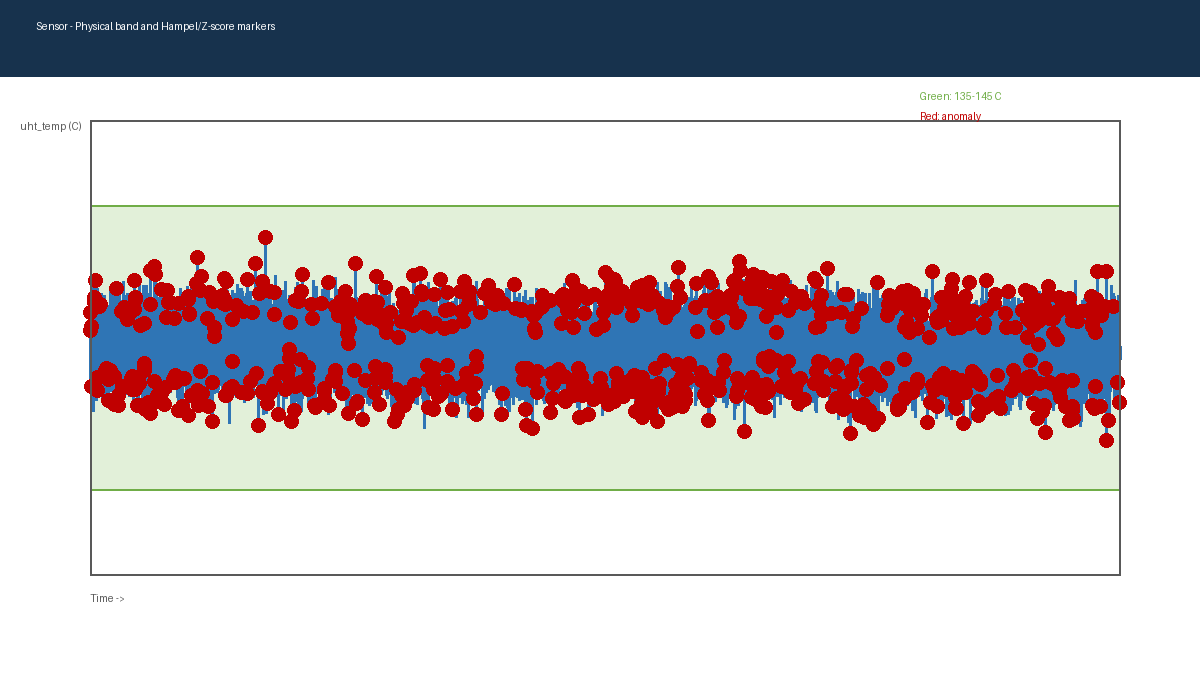 Sensor - Physical band and Hampel/Z-score markers
Green: 135-145 C
Red: anomaly
uht_temp (C)
Time ->